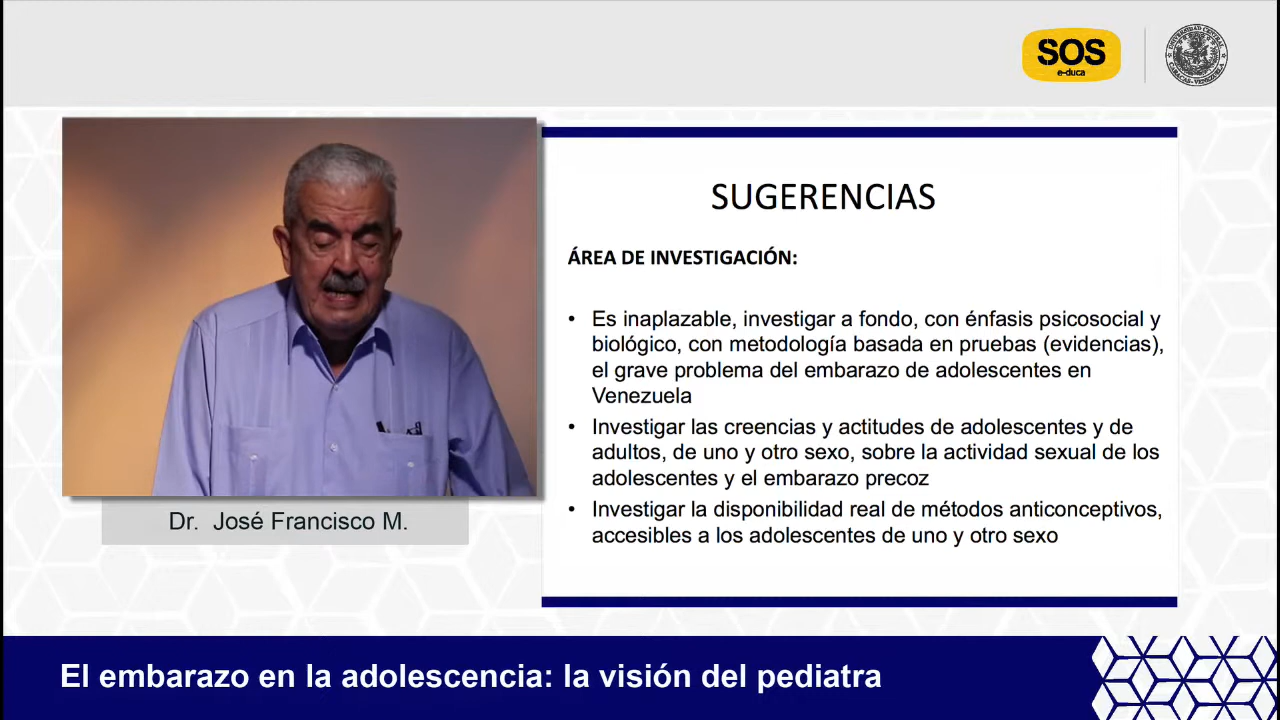 SOS
e-duca
UNIVERSIDAD CENTRAL
CARACAS - VENEZUELA
SUGERENCIAS
ÁREA DE INVESTIGACIÓN:
• Es inaplazable, investigar a fondo, con énfasis psicosocial y
biológico, con metodología basada en pruebas (evidencias),
el grave problema del embarazo de adolescentes en
Venezuela
• Investigar las creencias y actitudes de adolescentes y de
adultos, de uno y otro sexo, sobre la actividad sexual de los
adolescentes y el embarazo precoz
• Investigar la disponibilidad real de métodos anticonceptivos,
accesibles a los adolescentes de uno y otro sexo
Dr. José Francisco M.
El embarazo en la adolescencia: la visión del pediatra